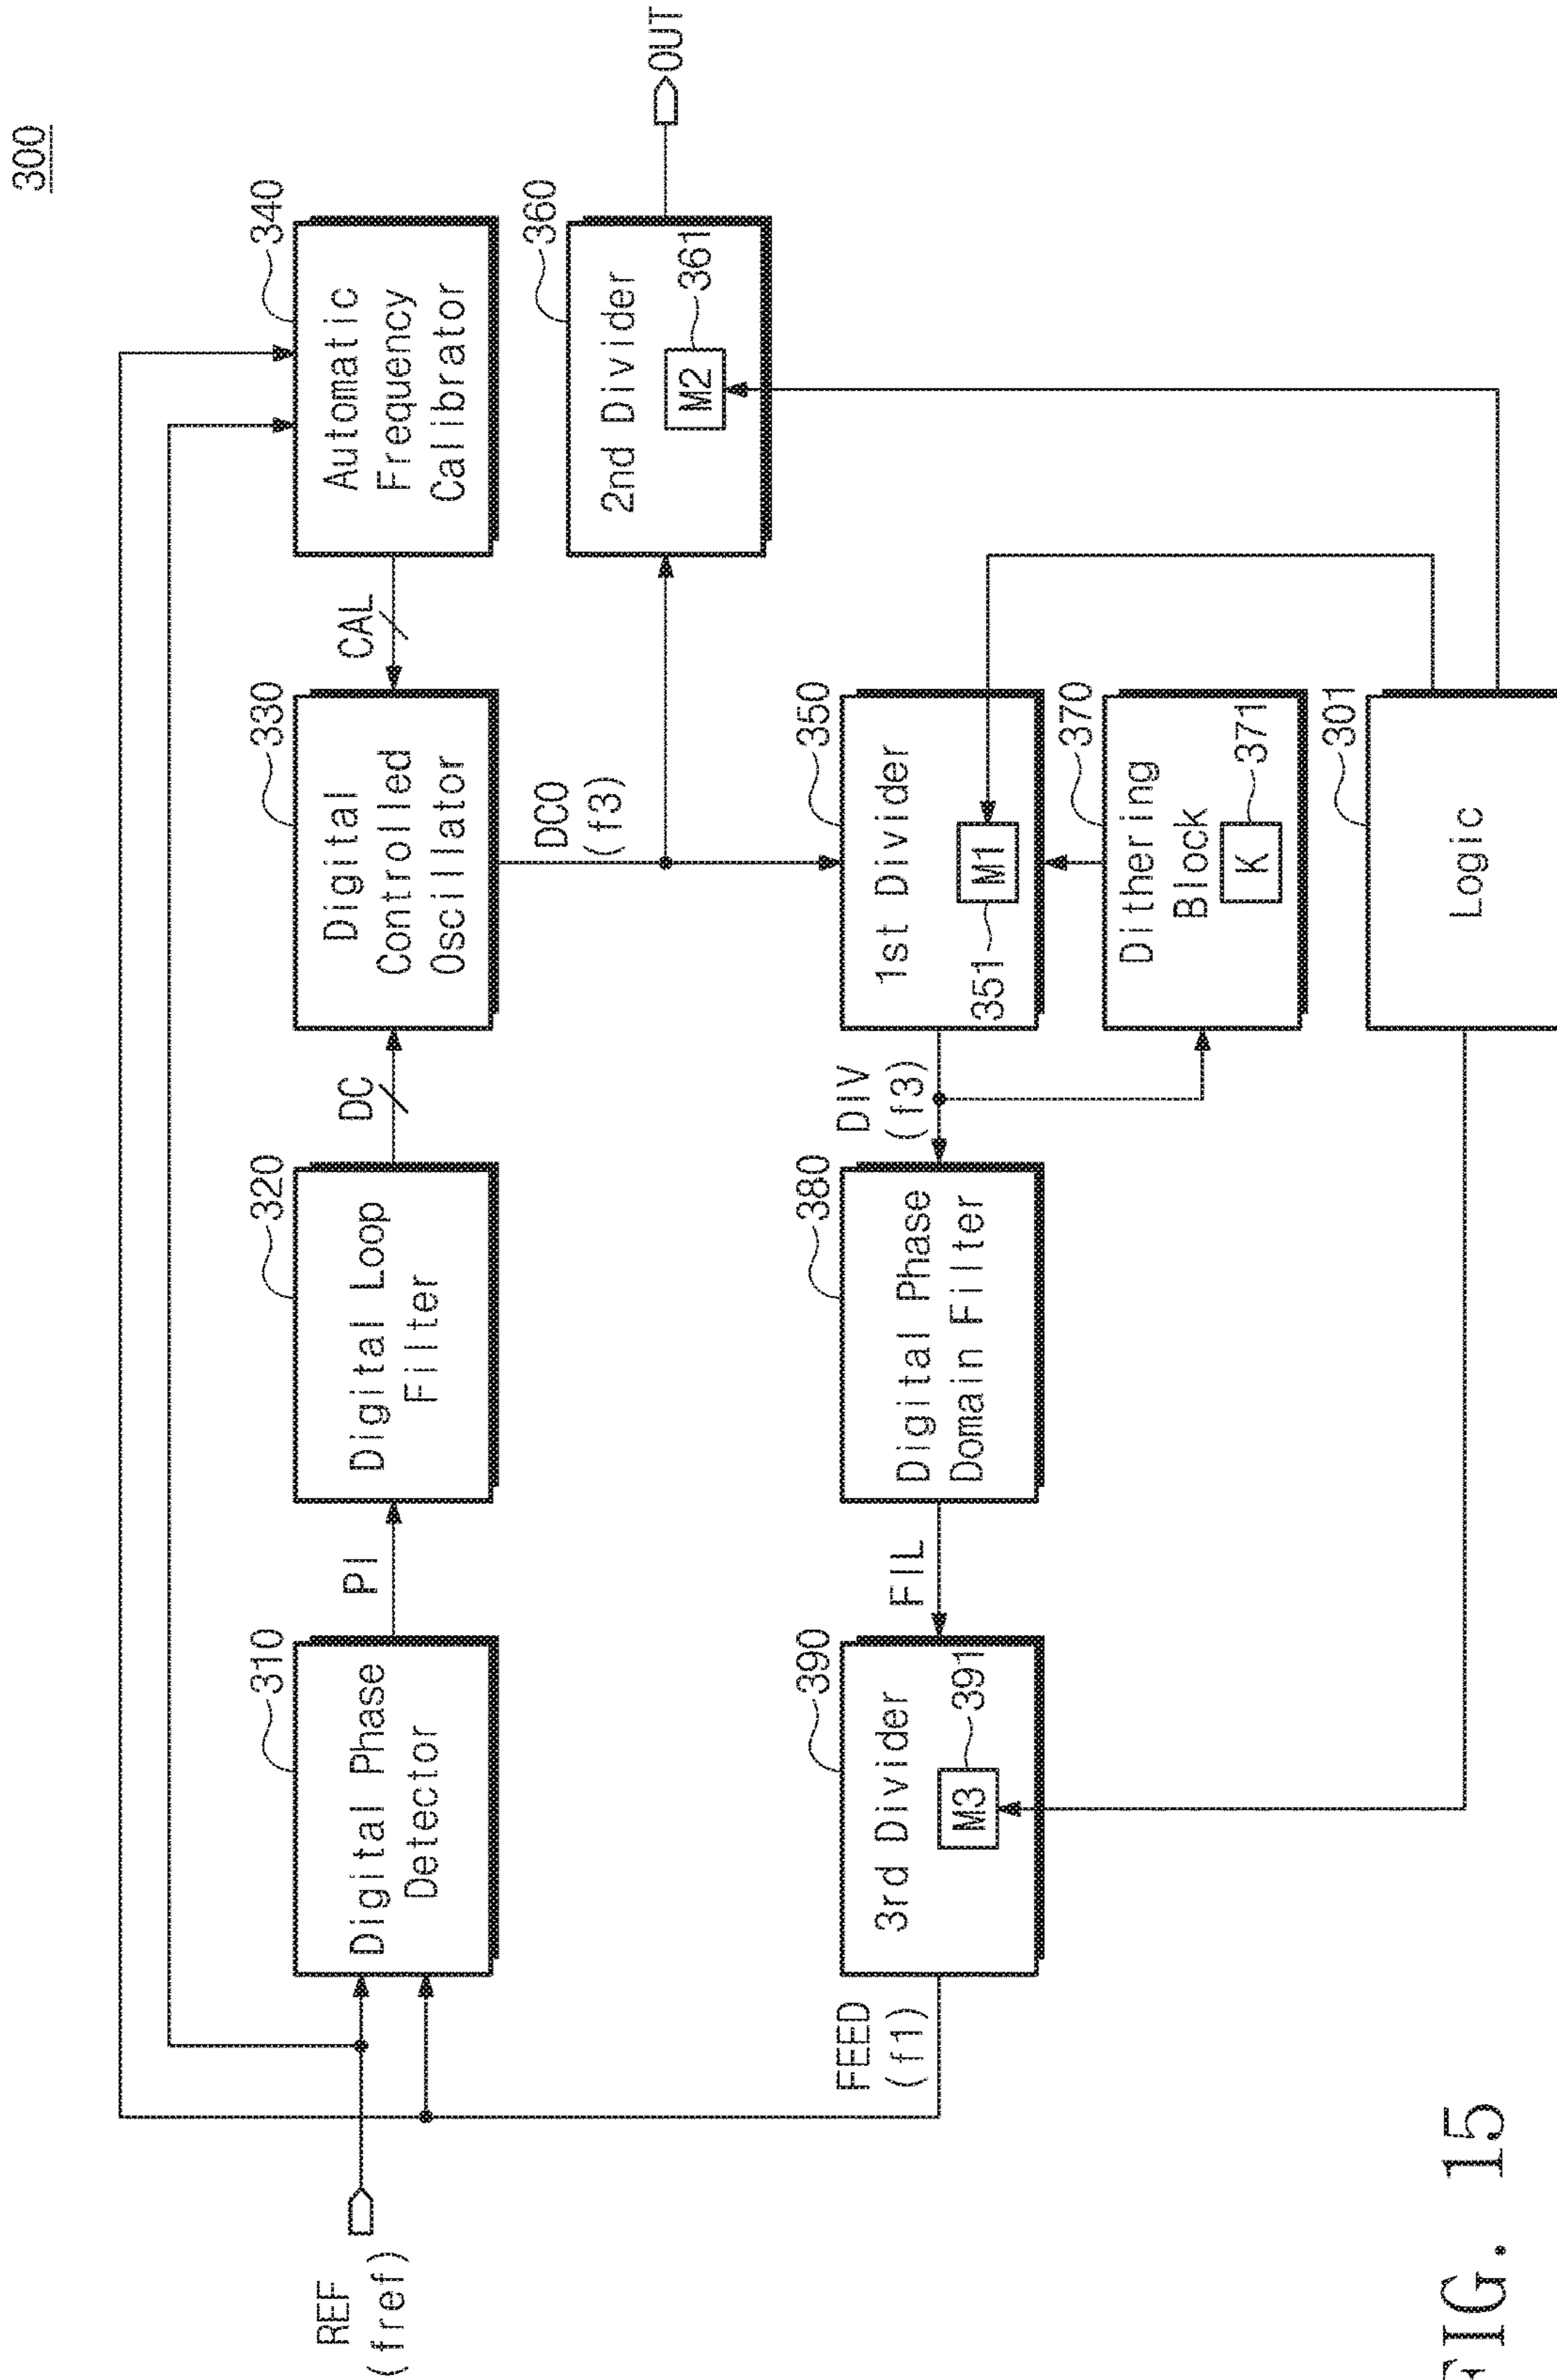 300
REF
(fref)
310
Digital Phase
Detector
PI
320
Digital Loop
Filter
DC
330
Digital
Controlled
Oscillator
CAL
340
Automatic
Frequency
Calibrator
DCO
(f3)
360
2nd Divider
M2
361
OUT
FEED
(f1)
390
3rd Divider
M3
391
FIL
380
Digital Phase
Domain Filter
DIV
(f3)
350
1st Divider
351
M1
370
Dithering
Block
K
371
301
Logic
IG. 15